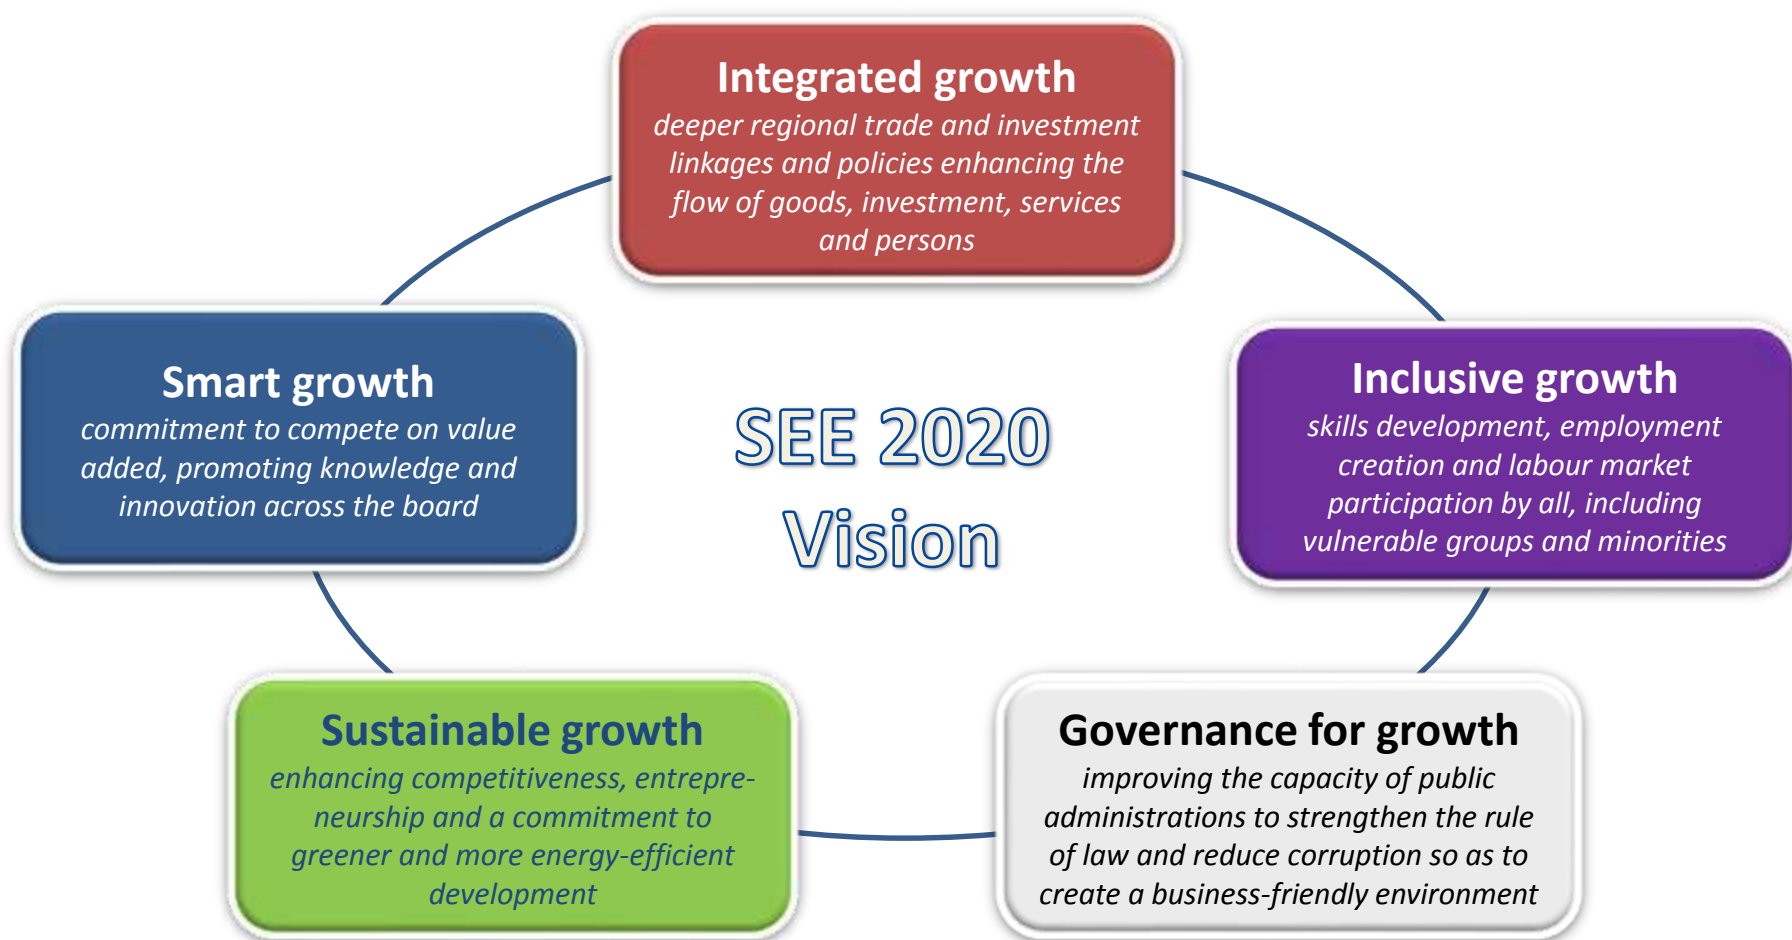 Integrated growth
deeper regional trade and investment
linkages and policies enhancing the
flow of goods, investment, services
and persons
Smart growth
commitment to compete on value
added, promoting knowledge and
innovation across the board
SEE 2020
Vision
Inclusive growth
skills development, employment
creation and labour market
participation by all, including
vulnerable groups and minorities
Sustainable growth
enhancing competitiveness, entrepre-
neurship and a commitment to
greener and more energy-efficient
development
Governance for growth
improving the capacity of public
administrations to strengthen the rule
of law and reduce corruption so as to
create a business-friendly environment